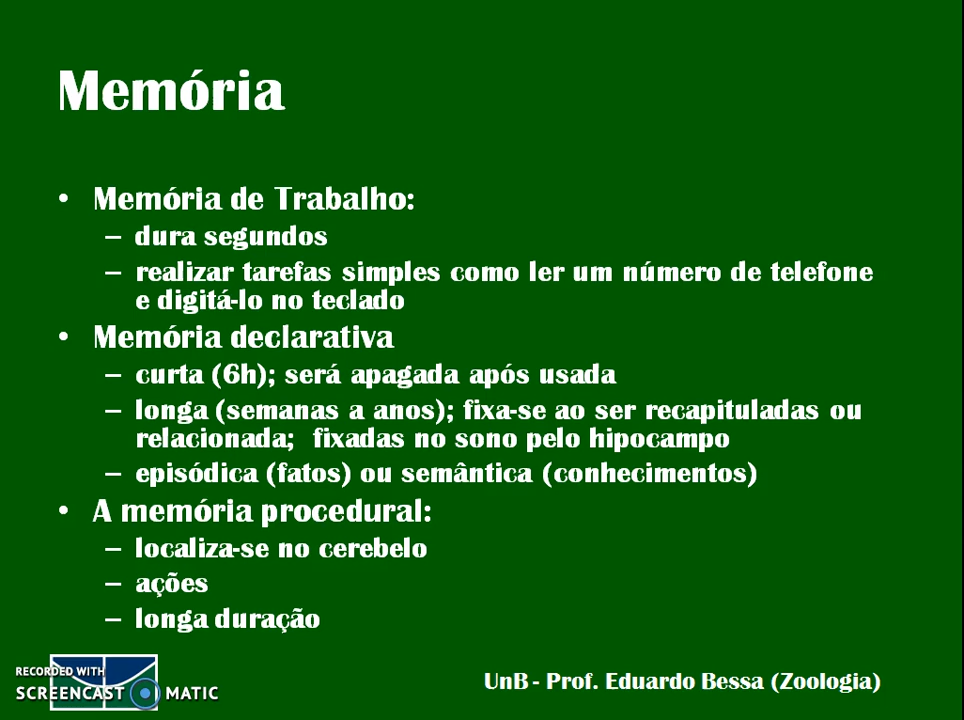 Memória
• Memória de Trabalho:
– dura segundos
– realizar tarefas simples como ler um número de telefone
e digitá-lo no teclado
• Memória declarativa
– curta (6h); será apagada após usada
– longa (semanas a anos); fixa-se ao ser recapituladas ou
relacionada; fixadas no sono pelo hipocampo
– episódica (fatos) ou semântica (conhecimentos)
• A memória procedural:
– localiza-se no cerebelo
– ações
– longa duração
RECORDED WITH
SCREENCAST MATIC
UnB - Prof. Eduardo Bessa (Zoologia)